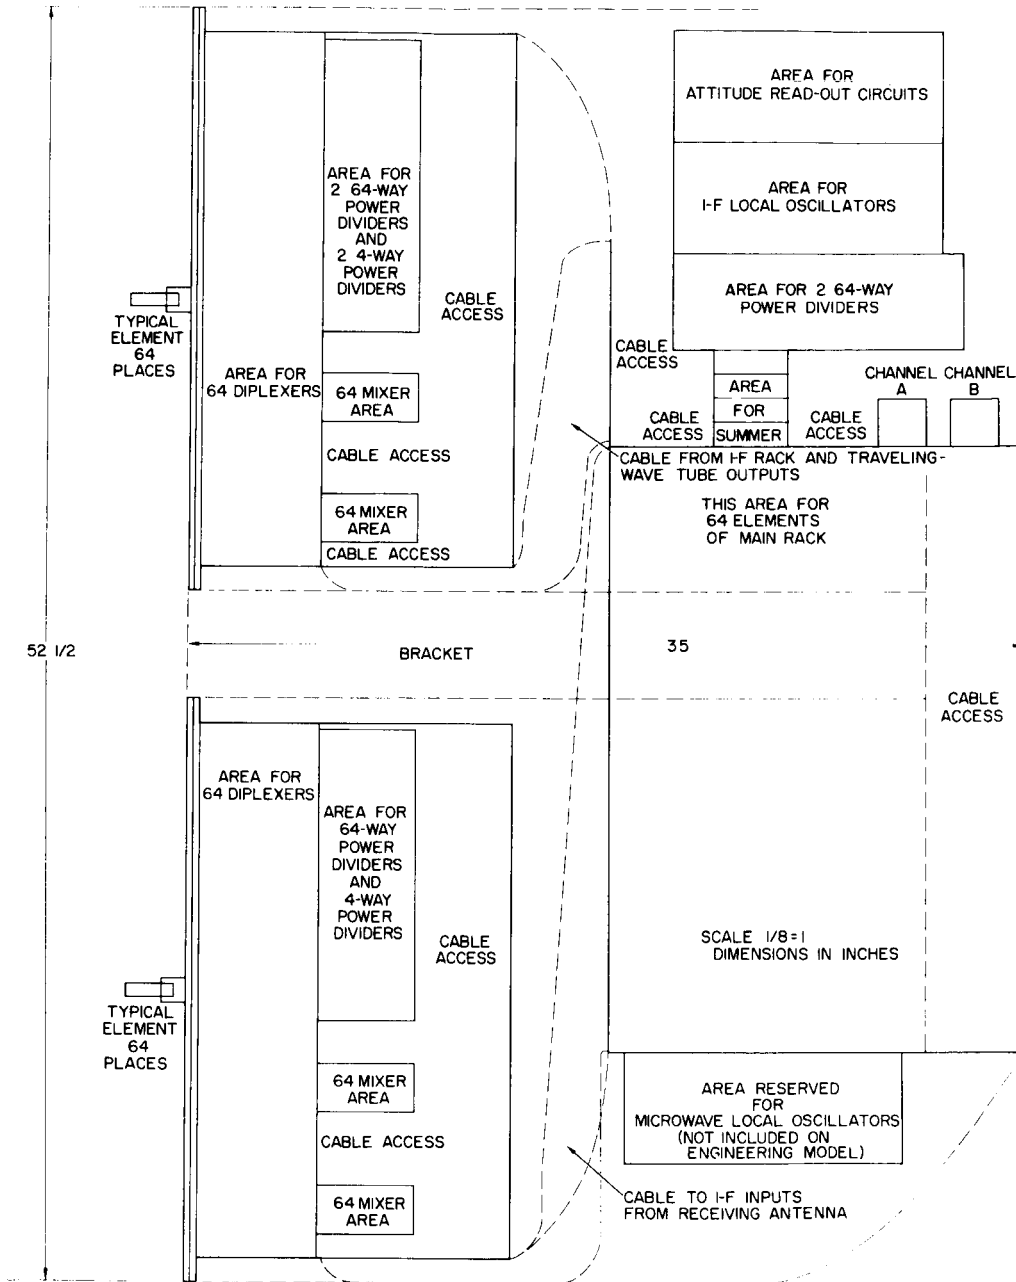 AREA FOR
ATTITUDE READ-OUT CIRCUITS
AREA FOR
I-F LOCAL OSCILLATORS
AREA FOR 2 64-WAY
POWER DIVIDERS
AREA FOR
2 64-WAY
POWER
DIVIDERS
AND
2 4-WAY
POWER
DIVIDERS
CABLE
ACCESS
TYPICAL
ELEMENT
64
PLACES
AREA FOR
64 DIPLEXERS
64 MIXER
AREA
CABLE ACCESS
64 MIXER
AREA
CABLE ACCESS
CABLE
ACCESS
AREA
FOR
SUMMER
CABLE
ACCESS
CABLE
ACCESS
CHANNEL
A
CHANNEL
B
CABLE FROM I-F RACK AND TRAVELING-
WAVE TUBE OUTPUTS
THIS AREA FOR
64 ELEMENTS
OF MAIN RACK
52 1/2
BRACKET
35
CABLE
ACCESS
AREA FOR
64 DIPLEXERS
AREA FOR
64-WAY
POWER
DIVIDERS
AND
4-WAY
POWER
DIVIDERS
CABLE
ACCESS
SCALE 1/8=1
DIMENSIONS IN INCHES
TYPICAL
ELEMENT
64
PLACES
64 MIXER
AREA
CABLE ACCESS
64 MIXER
AREA
AREA RESERVED
FOR
MICROWAVE LOCAL OSCILLATORS
(NOT INCLUDED ON
ENGINEERING MODEL)
CABLE TO I-F INPUTS
FROM RECEIVING ANTENNA